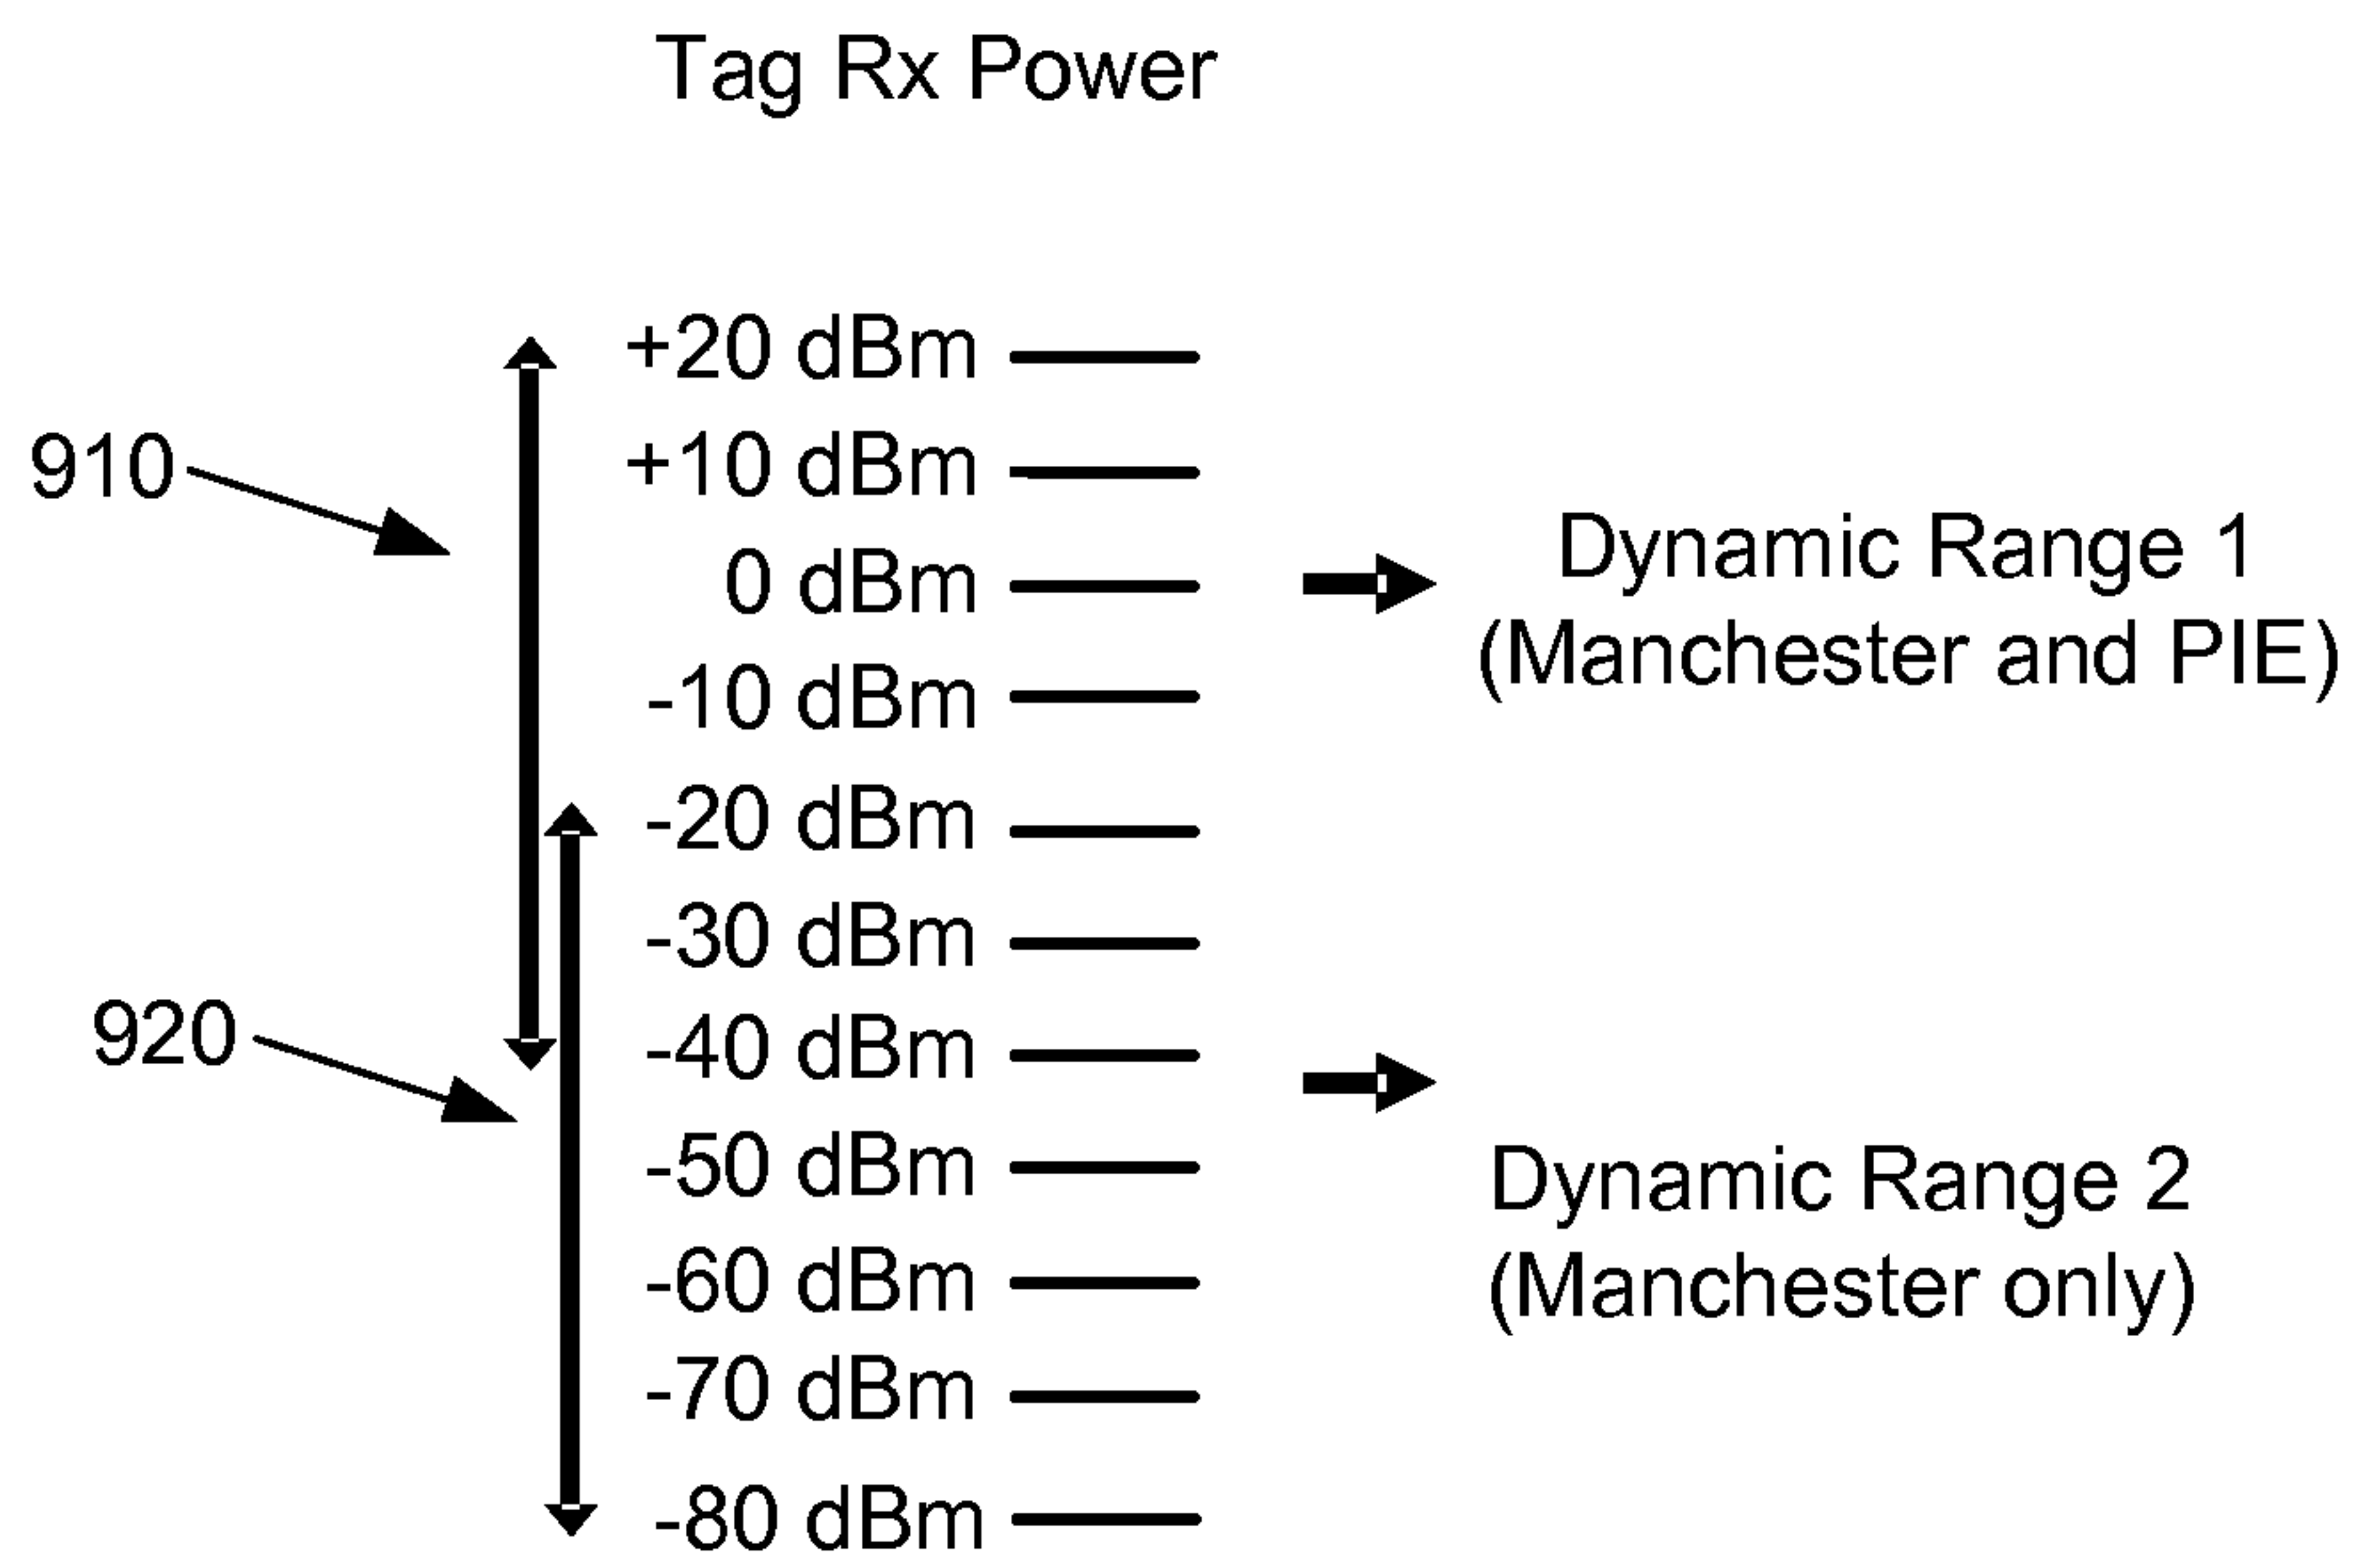 Tag Rx Power
+20 dBm
910
+10 dBm
0 dBm
Dynamic Range 1
(Manchester and PIE)
-10 dBm
-20 dBm
-30 dBm
920
-40 dBm
-50 dBm
Dynamic Range 2
(Manchester only)
-60 dBm
-70 dBm
-80 dBm